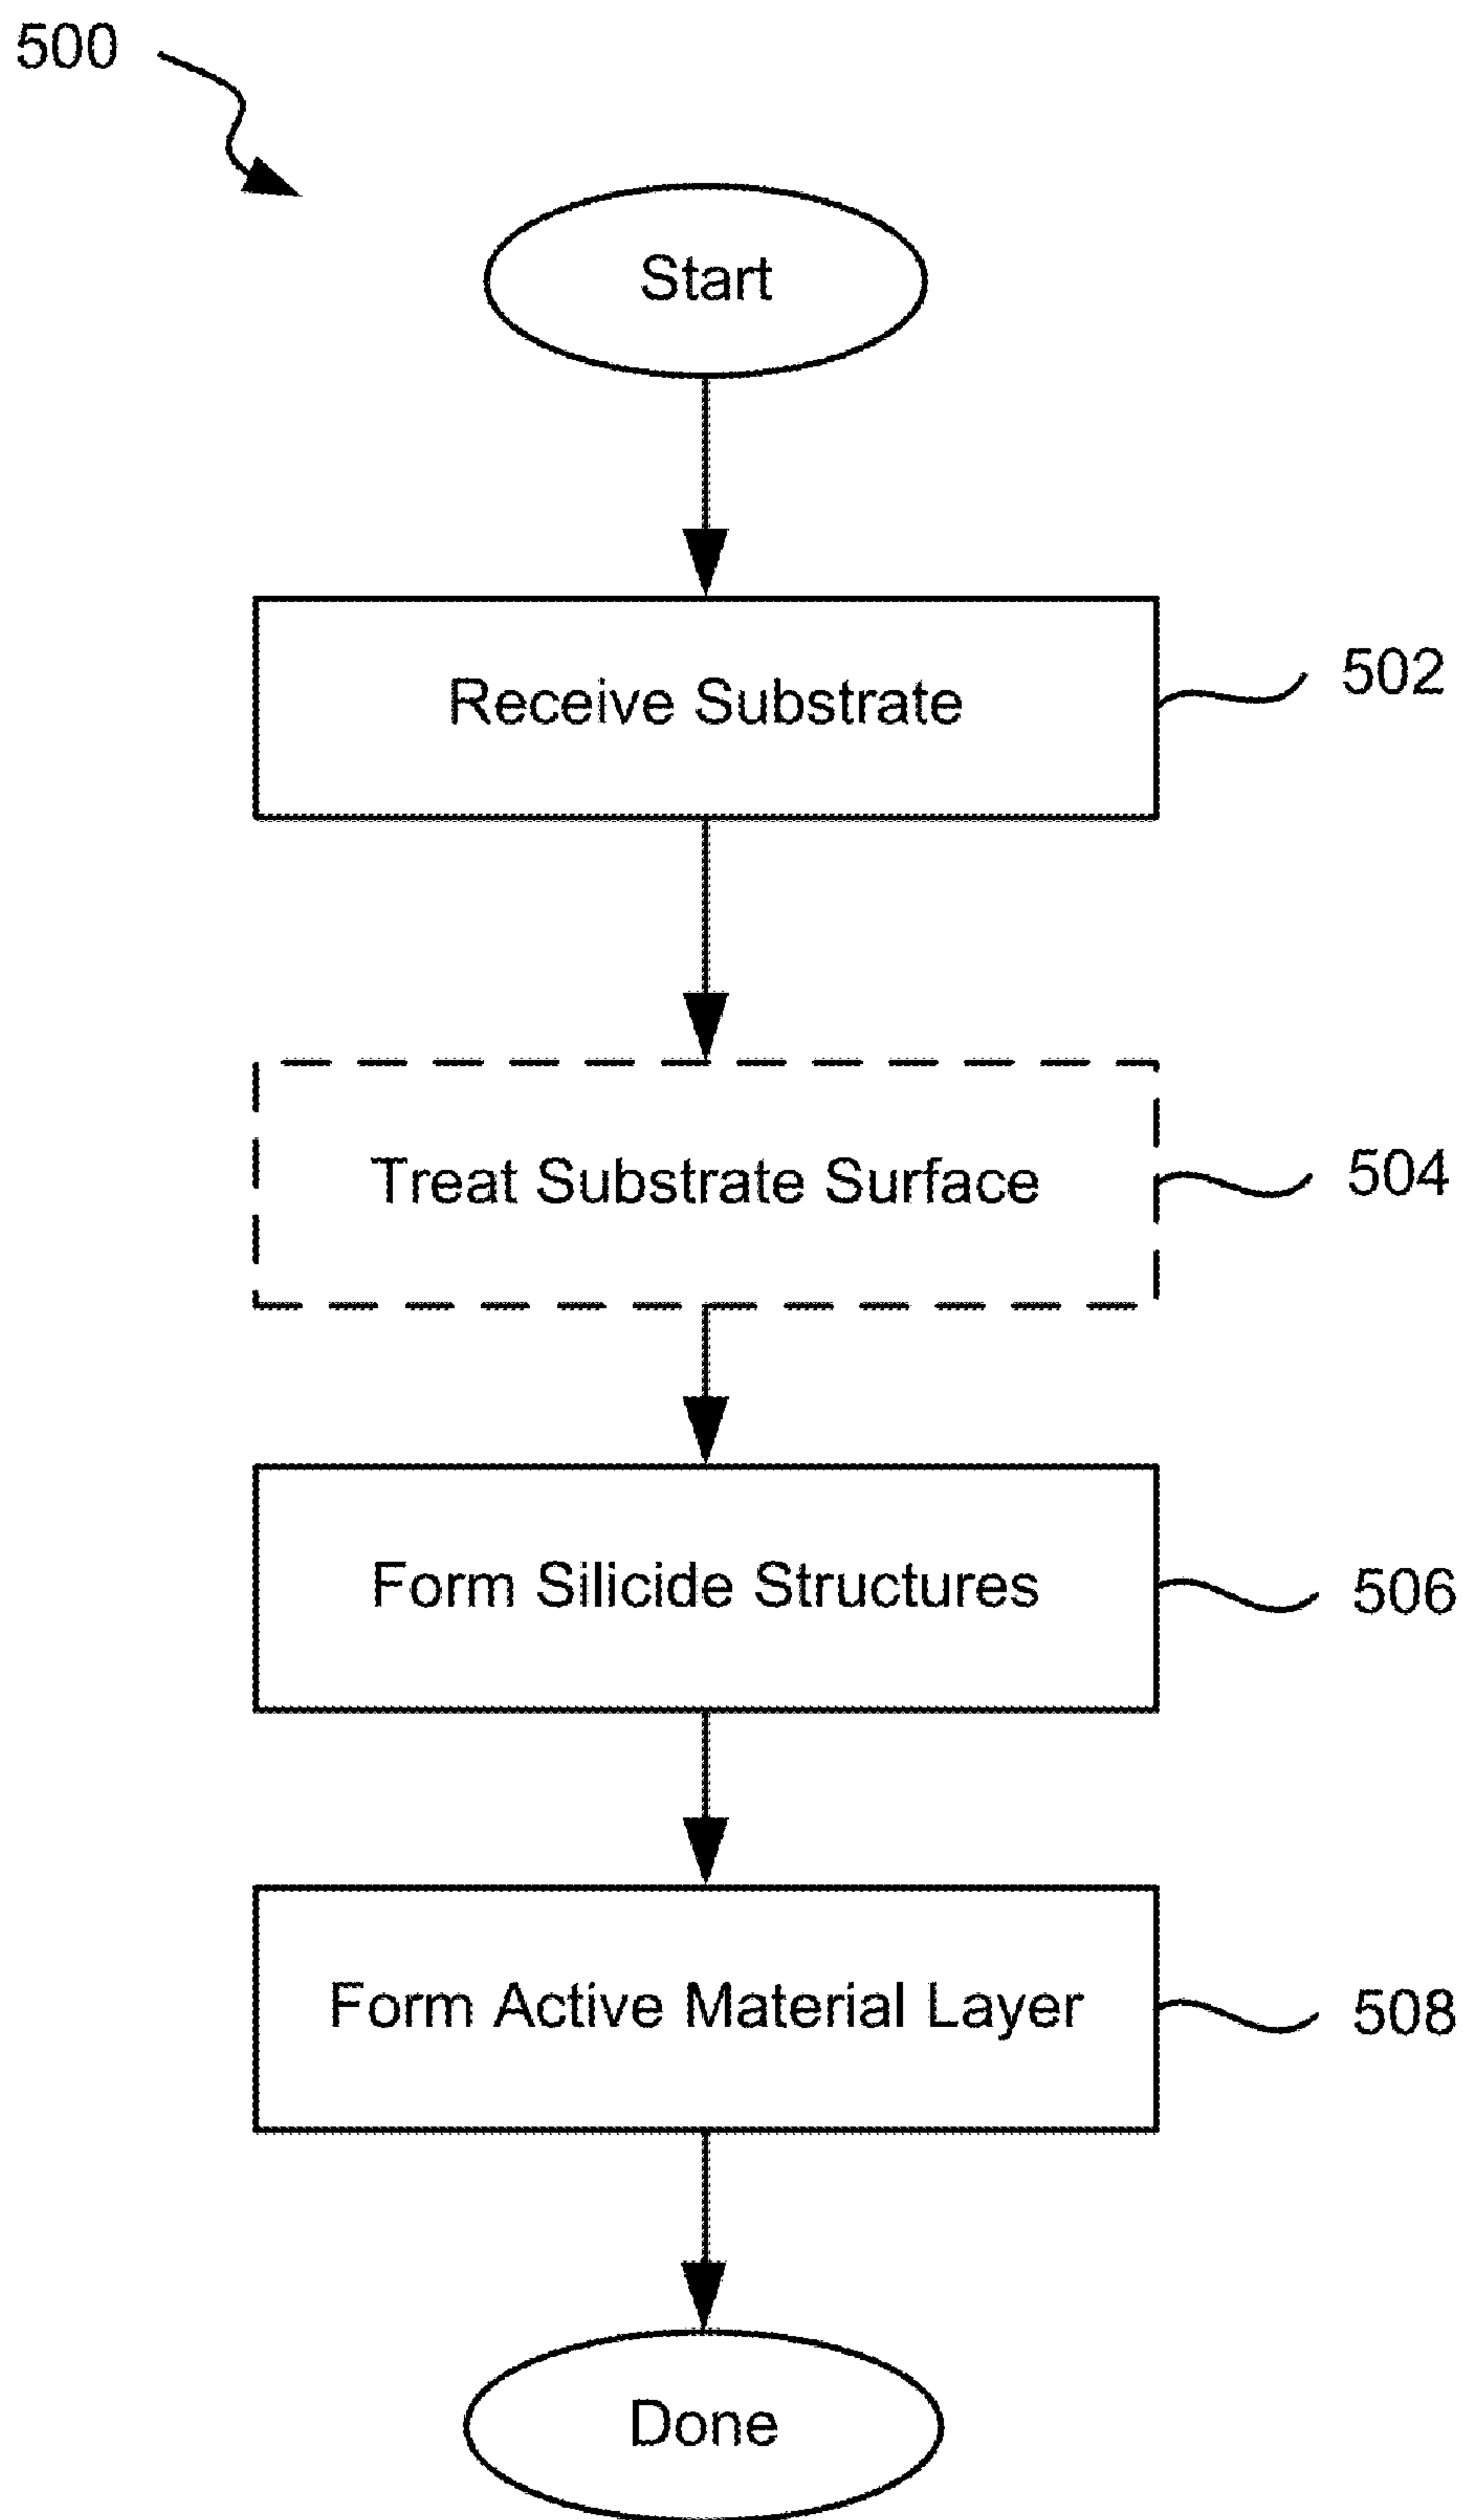 500
Start
Receive Substrate
502
Treat Substrate Surface
504
Form Silicide Structures
506
Form Active Material Layer
508
Done